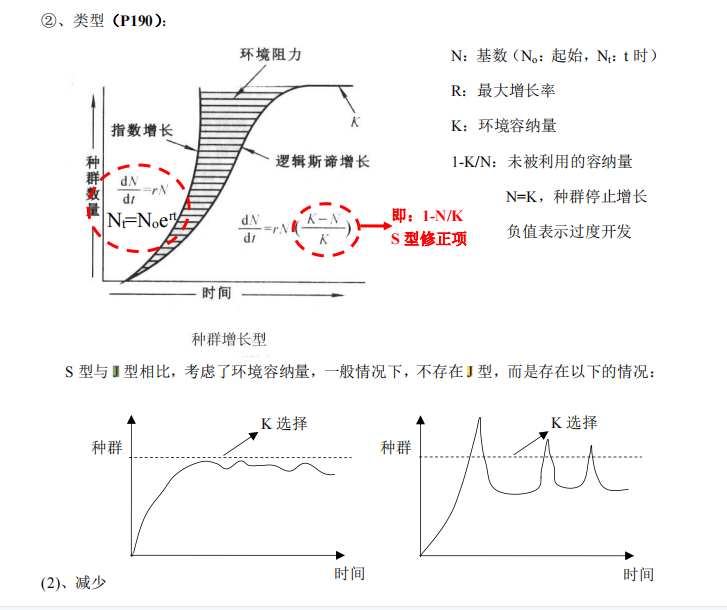 ②、类型（P190）：
环境阻力
N：基数（N₀：起始，Nₜ：t 时）
R：最大增长率
K
K：环境容纳量
指数增长
逻辑斯谛增长
1-K/N：未被利用的容纳量
种群数量
dN/dt=rN
Nₜ=N₀eʳᵗ
N=K，种群停止增长
dN/dt=rN(K-N/K)
即：1-N/K
S 型修正项
负值表示过度开发
时间
种群增长型
S 型与 J 型相比，考虑了环境容纳量，一般情况下，不存在 J 型，而是存在以下的情况：
K 选择
种群
时间
K 选择
种群
时间
(2)、减少